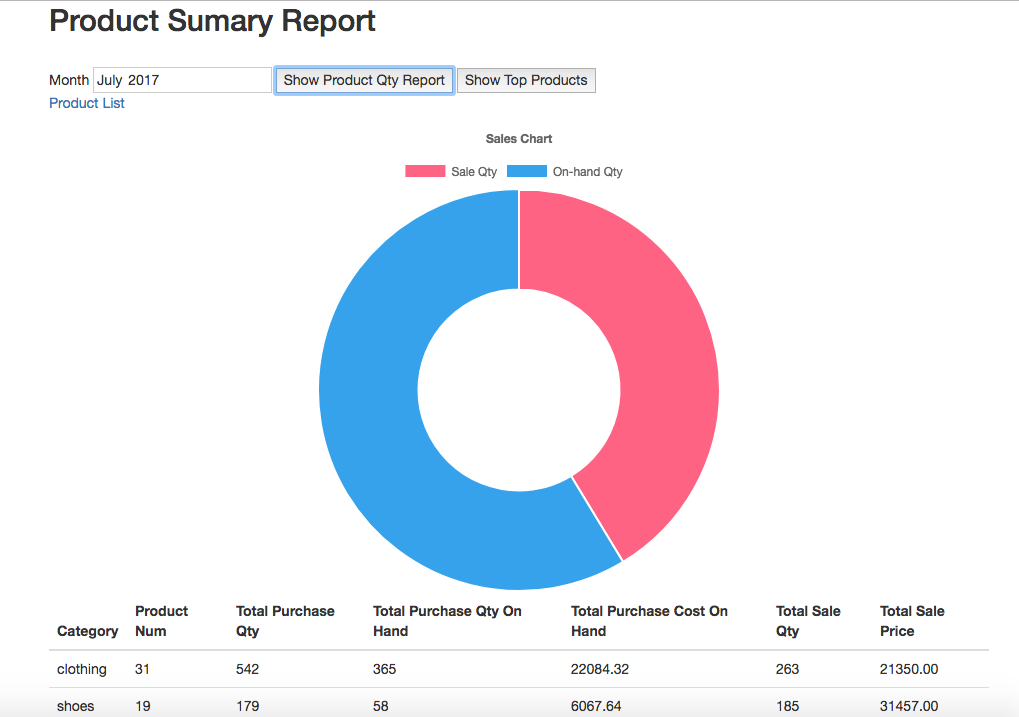 Product Sumary Report
Month July 2017 Show Product Qty Report Show Top Products
Product List
Sales Chart
Sale Qty On-hand Qty
Category Product Num Total Purchase Qty Total Purchase Qty On Hand Total Purchase Cost On Hand Total Sale Qty Total Sale Price
clothing 31 542 365 22084.32 263 21350.00
shoes 19 179 58 6067.64 185 31457.00